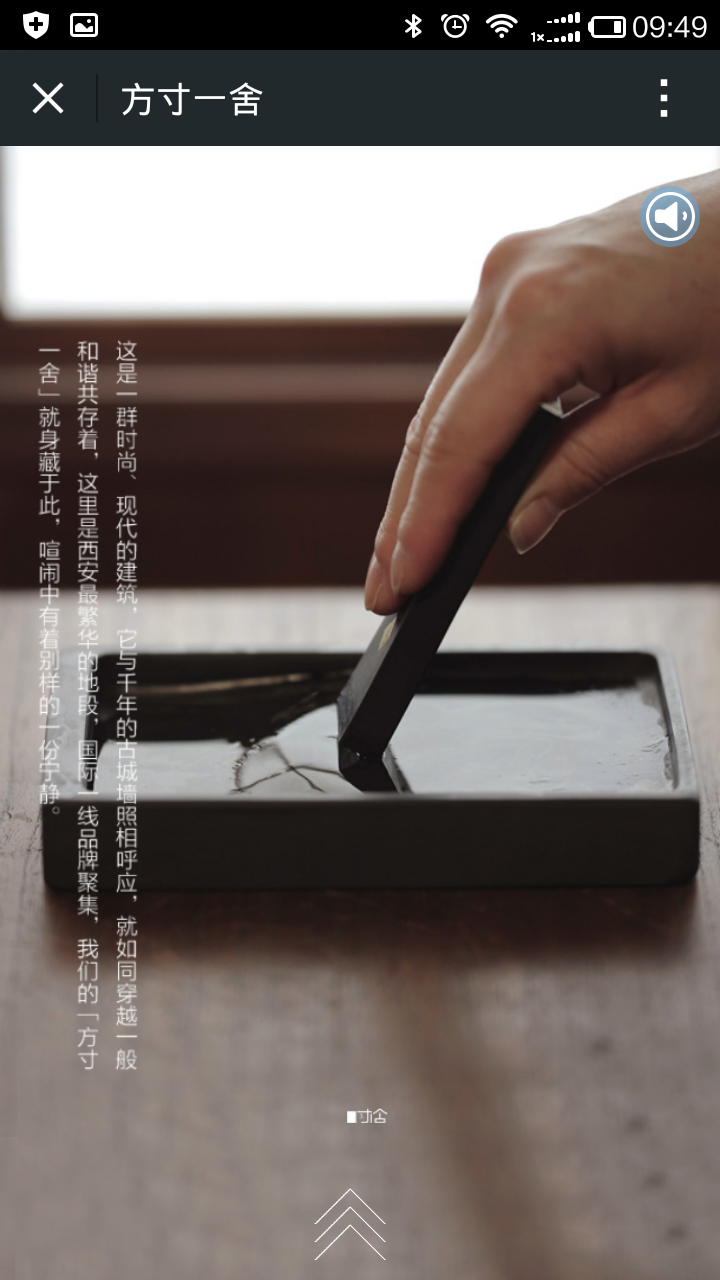 09:49
方寸一舍
这是一群时尚、现代的建筑，它与千年的古城墙照相呼应，就如同穿越一般
和谐共存着，这里是西安最繁华的地段，国际一线品牌聚集，我们的「方寸
一舍」就身藏于此，喧闹中有着别样的一份宁静。